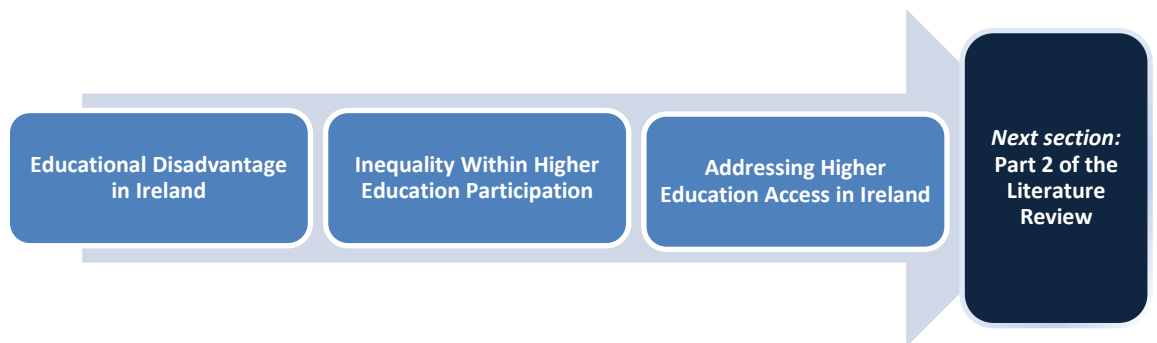 Educational Disadvantage
in Ireland
Inequality Within Higher
Education Participation
Addressing Higher
Education Access in Ireland
Next section:
Part 2 of the
Literature
Review